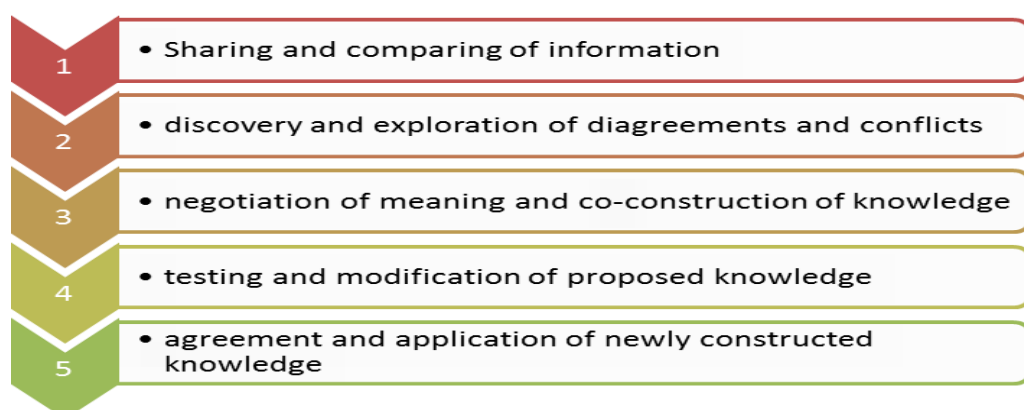 1
• Sharing and comparing of information
2
• discovery and exploration of diagreements and conflicts
3
• negotiation of meaning and co-construction of knowledge
4
• testing and modification of proposed knowledge
5
• agreement and application of newly constructed
knowledge